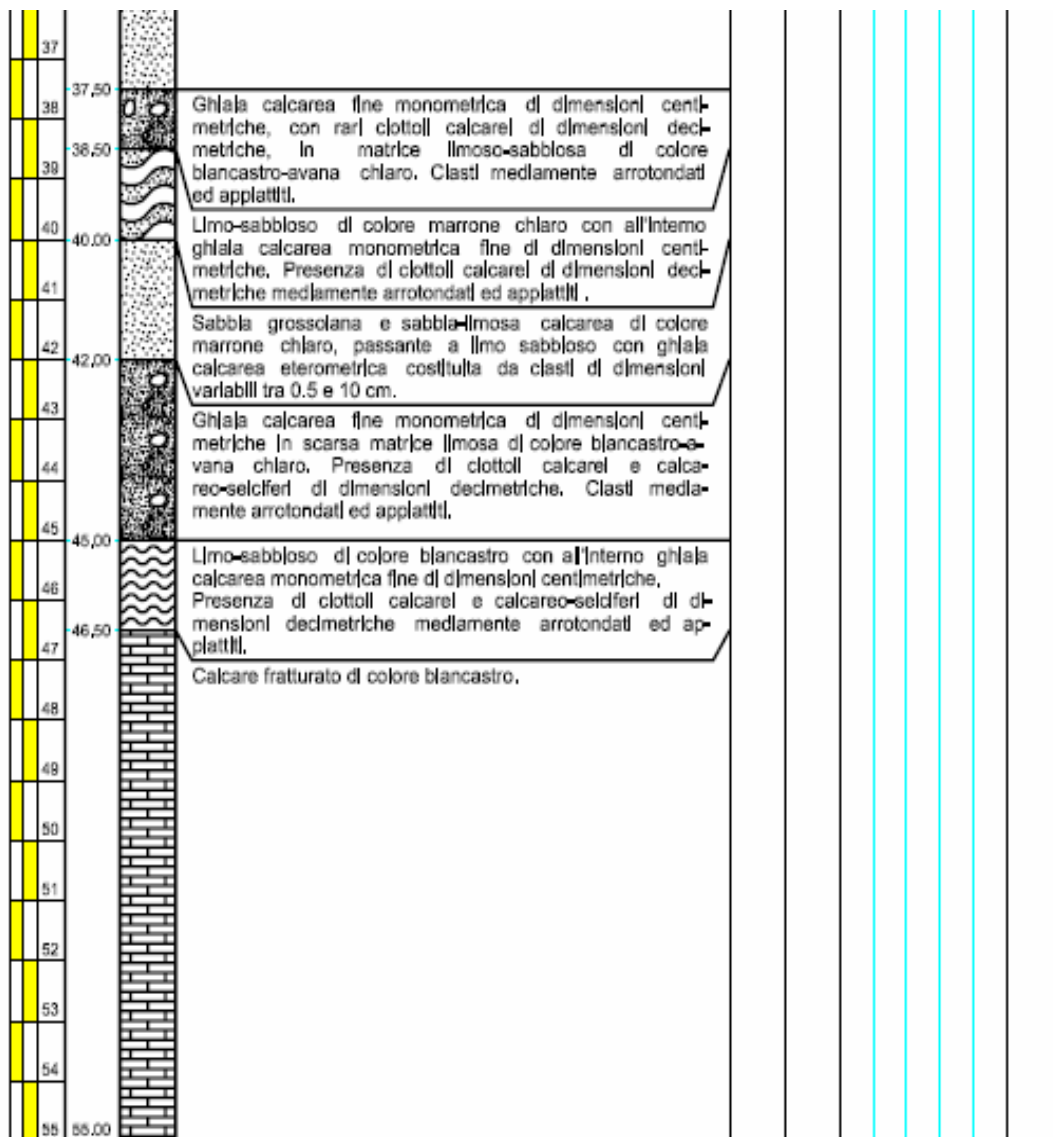 37
37,50
38
Ghiaia calcarea fine monometrica di dimensioni centi-
metriche, con rari ciottoli calcarei di dimensioni deci-
metriche, in matrice limoso-sabbiosa di colore
biancastro-avana chiaro. Clasti mediamente arrotondati
ed appiattiti.
38,50
39
40
40,00
Limo-sabbioso di colore marrone chiaro con all'interno
ghiaia calcarea monometrica fine di dimensioni centi-
metriche. Presenza di ciottoli calcarei di dimensioni deci-
metriche mediamente arrotondati ed appiattiti .
41
42
42,00
Sabbia grossolana e sabbia-limosa calcarea di colore
marrone chiaro, passante a limo sabbioso con ghiaia
calcarea eterometrica costituita da clasti di dimensioni
variabili tra 0.5 e 10 cm.
43
44
45
45,00
Ghiaia calcarea fine monometrica di dimensioni centi-
metriche in scarsa matrice limosa di colore biancastro-a-
vana chiaro. Presenza di ciottoli calcarei e calca-
reo-selciferi di dimensioni decimetriche. Clasti media-
mente arrotondati ed appiattiti.
46
46,50
47
Limo-sabbioso di colore biancastro con all'interno ghiaia
calcarea monometrica fine di dimensioni centimetriche.
Presenza di ciottoli calcarei e calcareo-selciferi di di-
mensioni decimetriche mediamente arrotondati ed ap-
piattiti.
Calcare fratturato di colore biancastro.
48
49
50
51
52
53
54
55
55.00